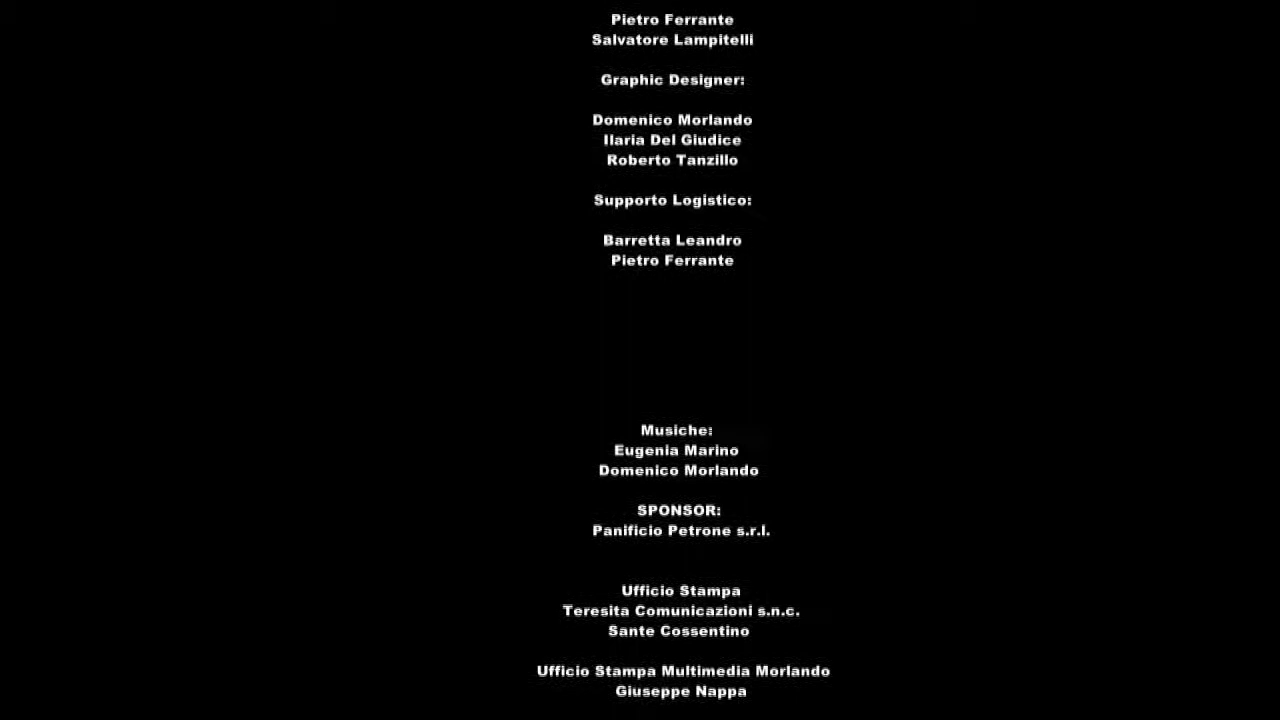 Pietro Ferrante
Salvatore Lampitelli
Graphic Designer:
Domenico Morlando
Ilaria Del Giudice
Roberto Tanzillo
Supporto Logistico:
Barretta Leandro
Pietro Ferrante
Musiche:
Eugenia Marino
Domenico Morlando
SPONSOR:
Panificio Petrone s.r.l.
Ufficio Stampa
Teresita Comunicazioni s.n.c.
Sante Cossentino
Ufficio Stampa Multimedia Morlando
Giuseppe Nappa